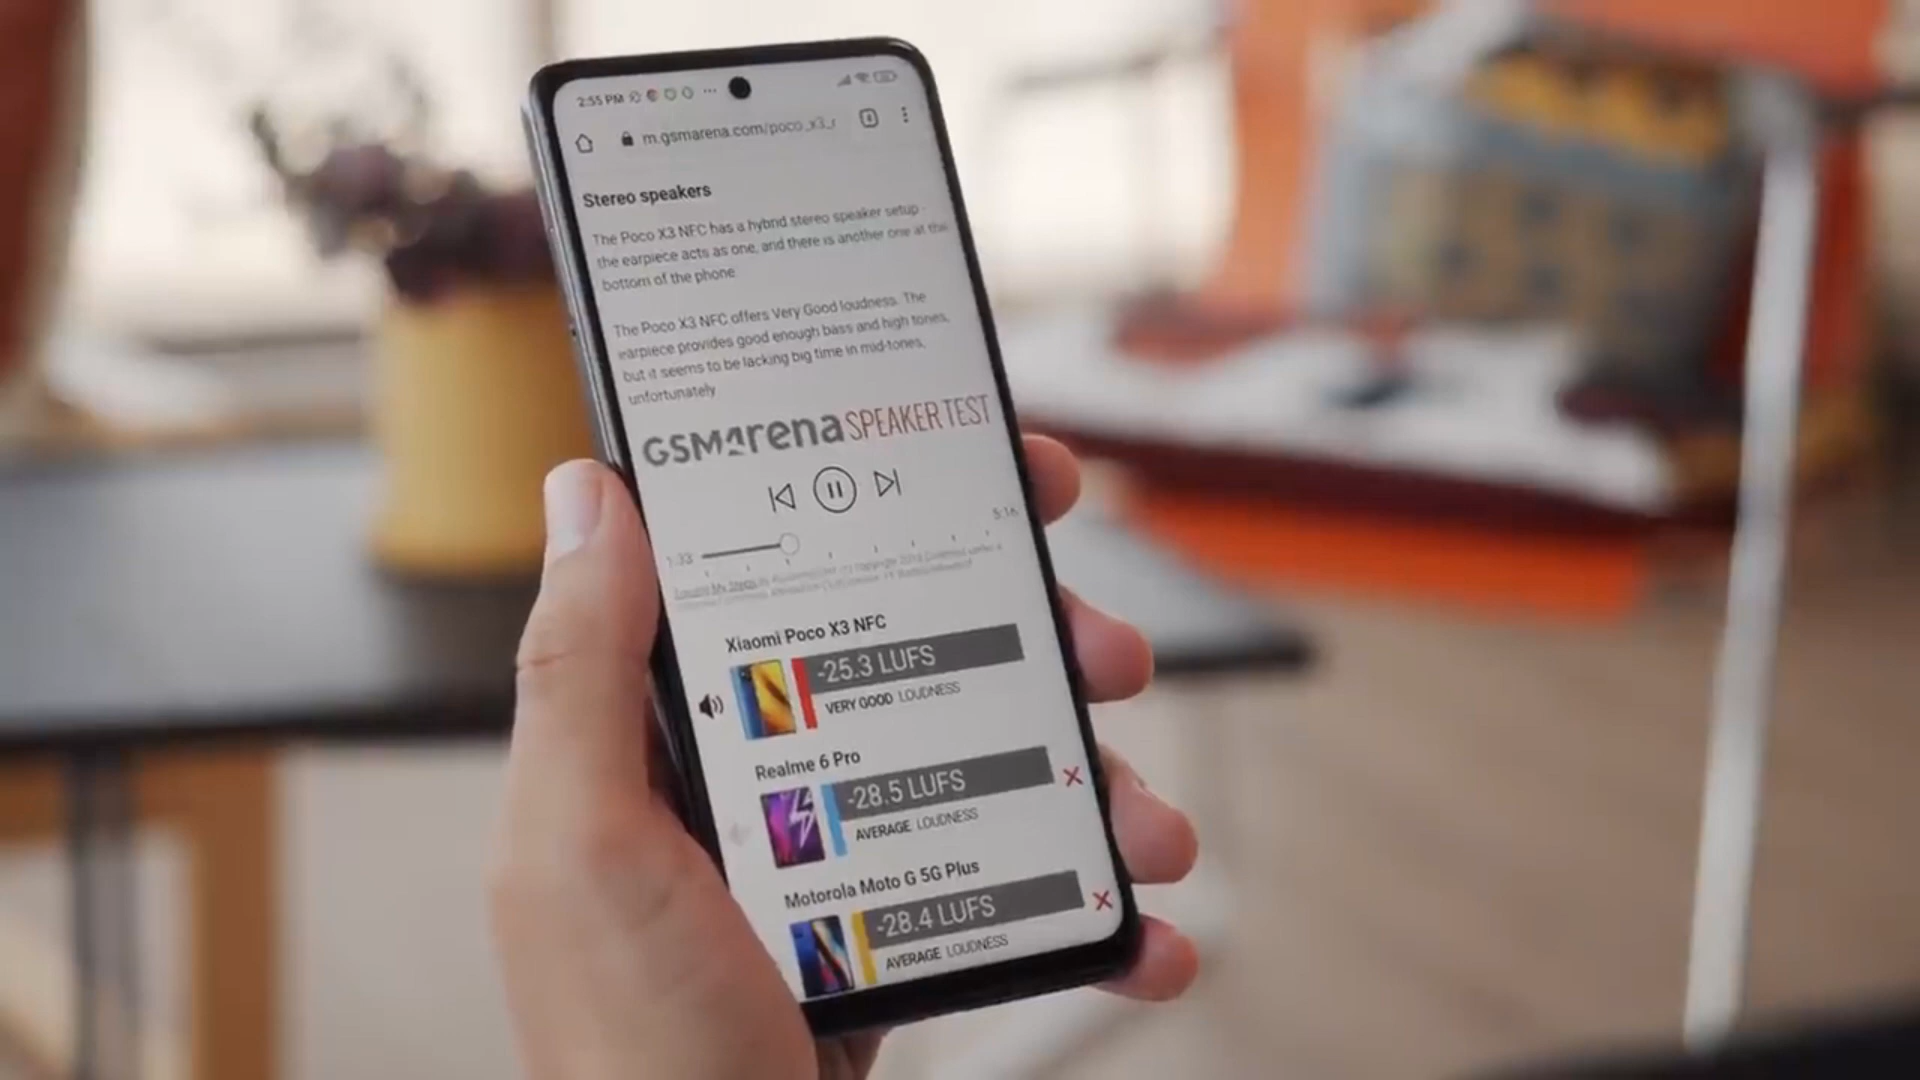 2:55 PM
m.gsmarena.com/poco_x3_r
Stereo speakers
The Poco X3 NFC has a hybrid stereo speaker setup -
the earpiece acts as one, and there is another one at the
bottom of the phone.
The Poco X3 NFC offers Very Good loudness. The
earpiece provides good enough bass and high tones,
but it seems to be lacking big time in mid-tones,
unfortunately
GSMArena SPEAKER TEST
5:16
1:33
Xiaomi Poco X3 NFC
-25.3 LUFS
VERY GOOD LOUDNESS
Realme 6 Pro
-28.5 LUFS
AVERAGE LOUDNESS
Motorola Moto G 5G Plus
-28.4 LUFS
AVERAGE LOUDNESS